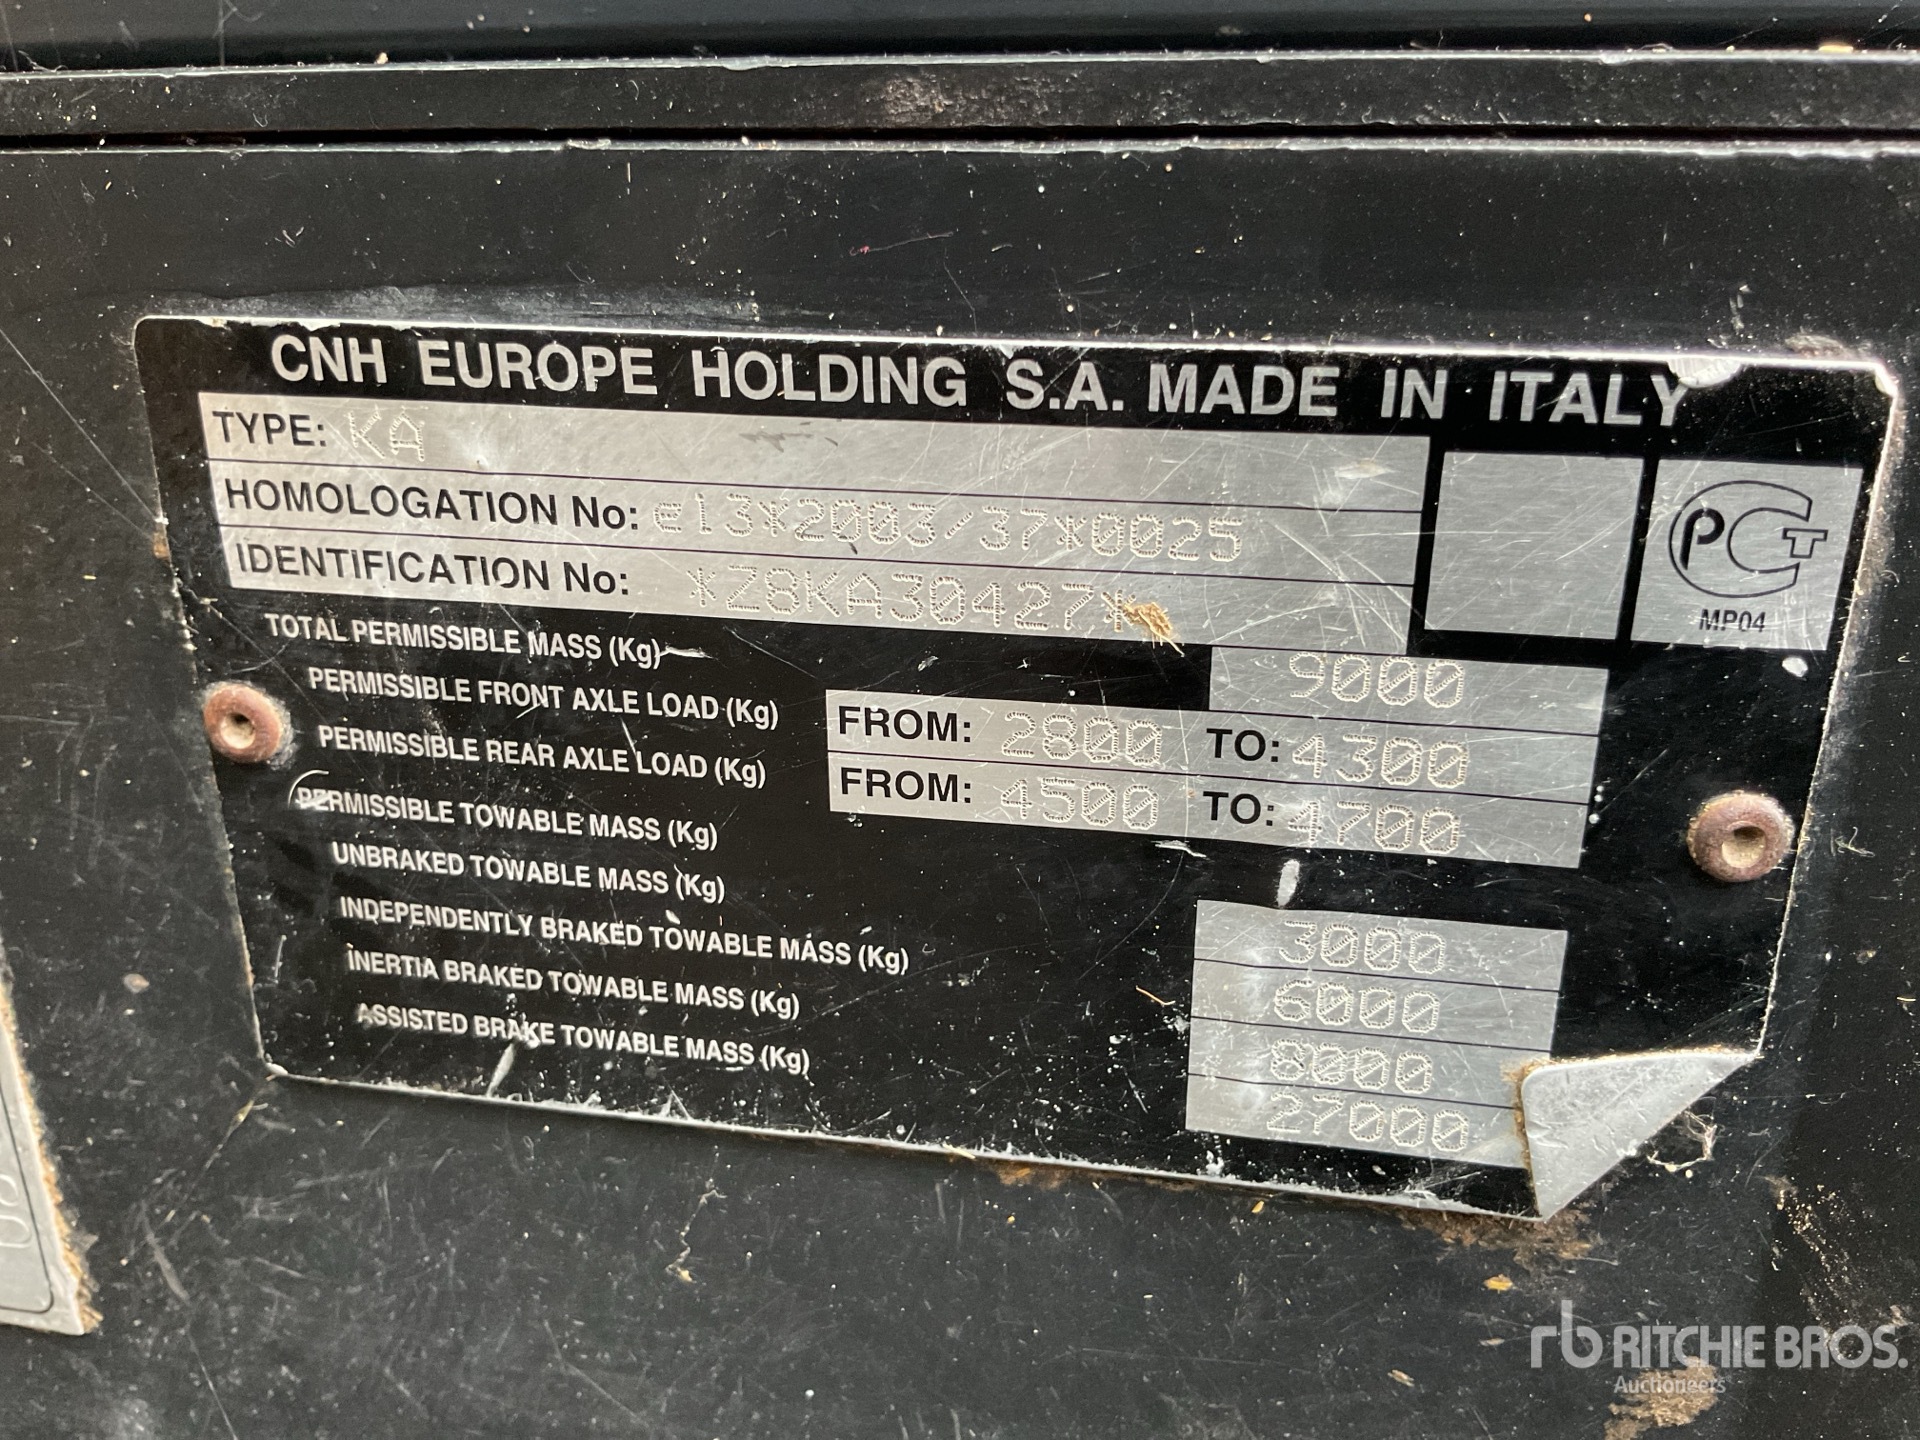 CNH EUROPE HOLDING S.A. MADE IN ITALY
TYPE: KA
HOMOLOGATION No: e13*2003/37*0025
IDENTIFICATION No: *Z8KA30427*
PCT
MP04
TOTAL PERMISSIBLE MASS (Kg) 9000
PERMISSIBLE FRONT AXLE LOAD (Kg) FROM: 2800 TO: 4300
PERMISSIBLE REAR AXLE LOAD (Kg) FROM: 4500 TO: 4700
PERMISSIBLE TOWABLE MASS (Kg)
UNBRAKED TOWABLE MASS (Kg) 3000
INDEPENDENTLY BRAKED TOWABLE MASS (Kg) 6000
INERTIA BRAKED TOWABLE MASS (Kg) 8000
ASSISTED BRAKE TOWABLE MASS (Kg) 27000
rb RITCHIE BROS.
Auctioneers